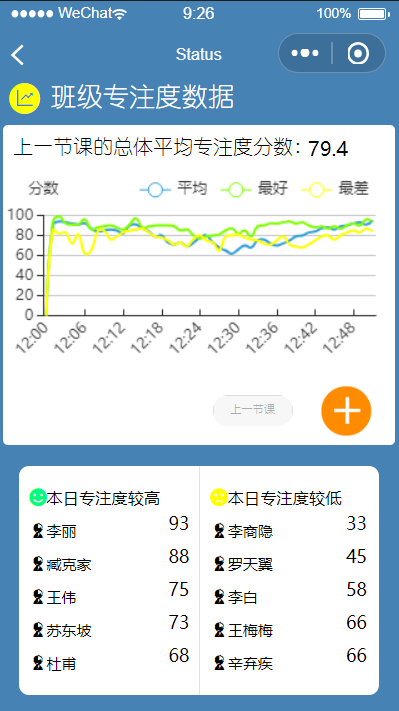 WeChat 9:26 100%
Status
班级专注度数据
上一节课的总体平均专注度分数：79.4
分数 平均 最好 最差
100
80
60
40
20
0
12:00 12:06 12:12 12:18 12:24 12:30 12:36 12:42 12:48
上一节课
本日专注度较高 本日专注度较低
李丽 93 李商隐 33
臧克家 88 罗天翼 45
王伟 75 李白 58
苏东坡 73 王梅梅 66
杜甫 68 辛弃疾 66